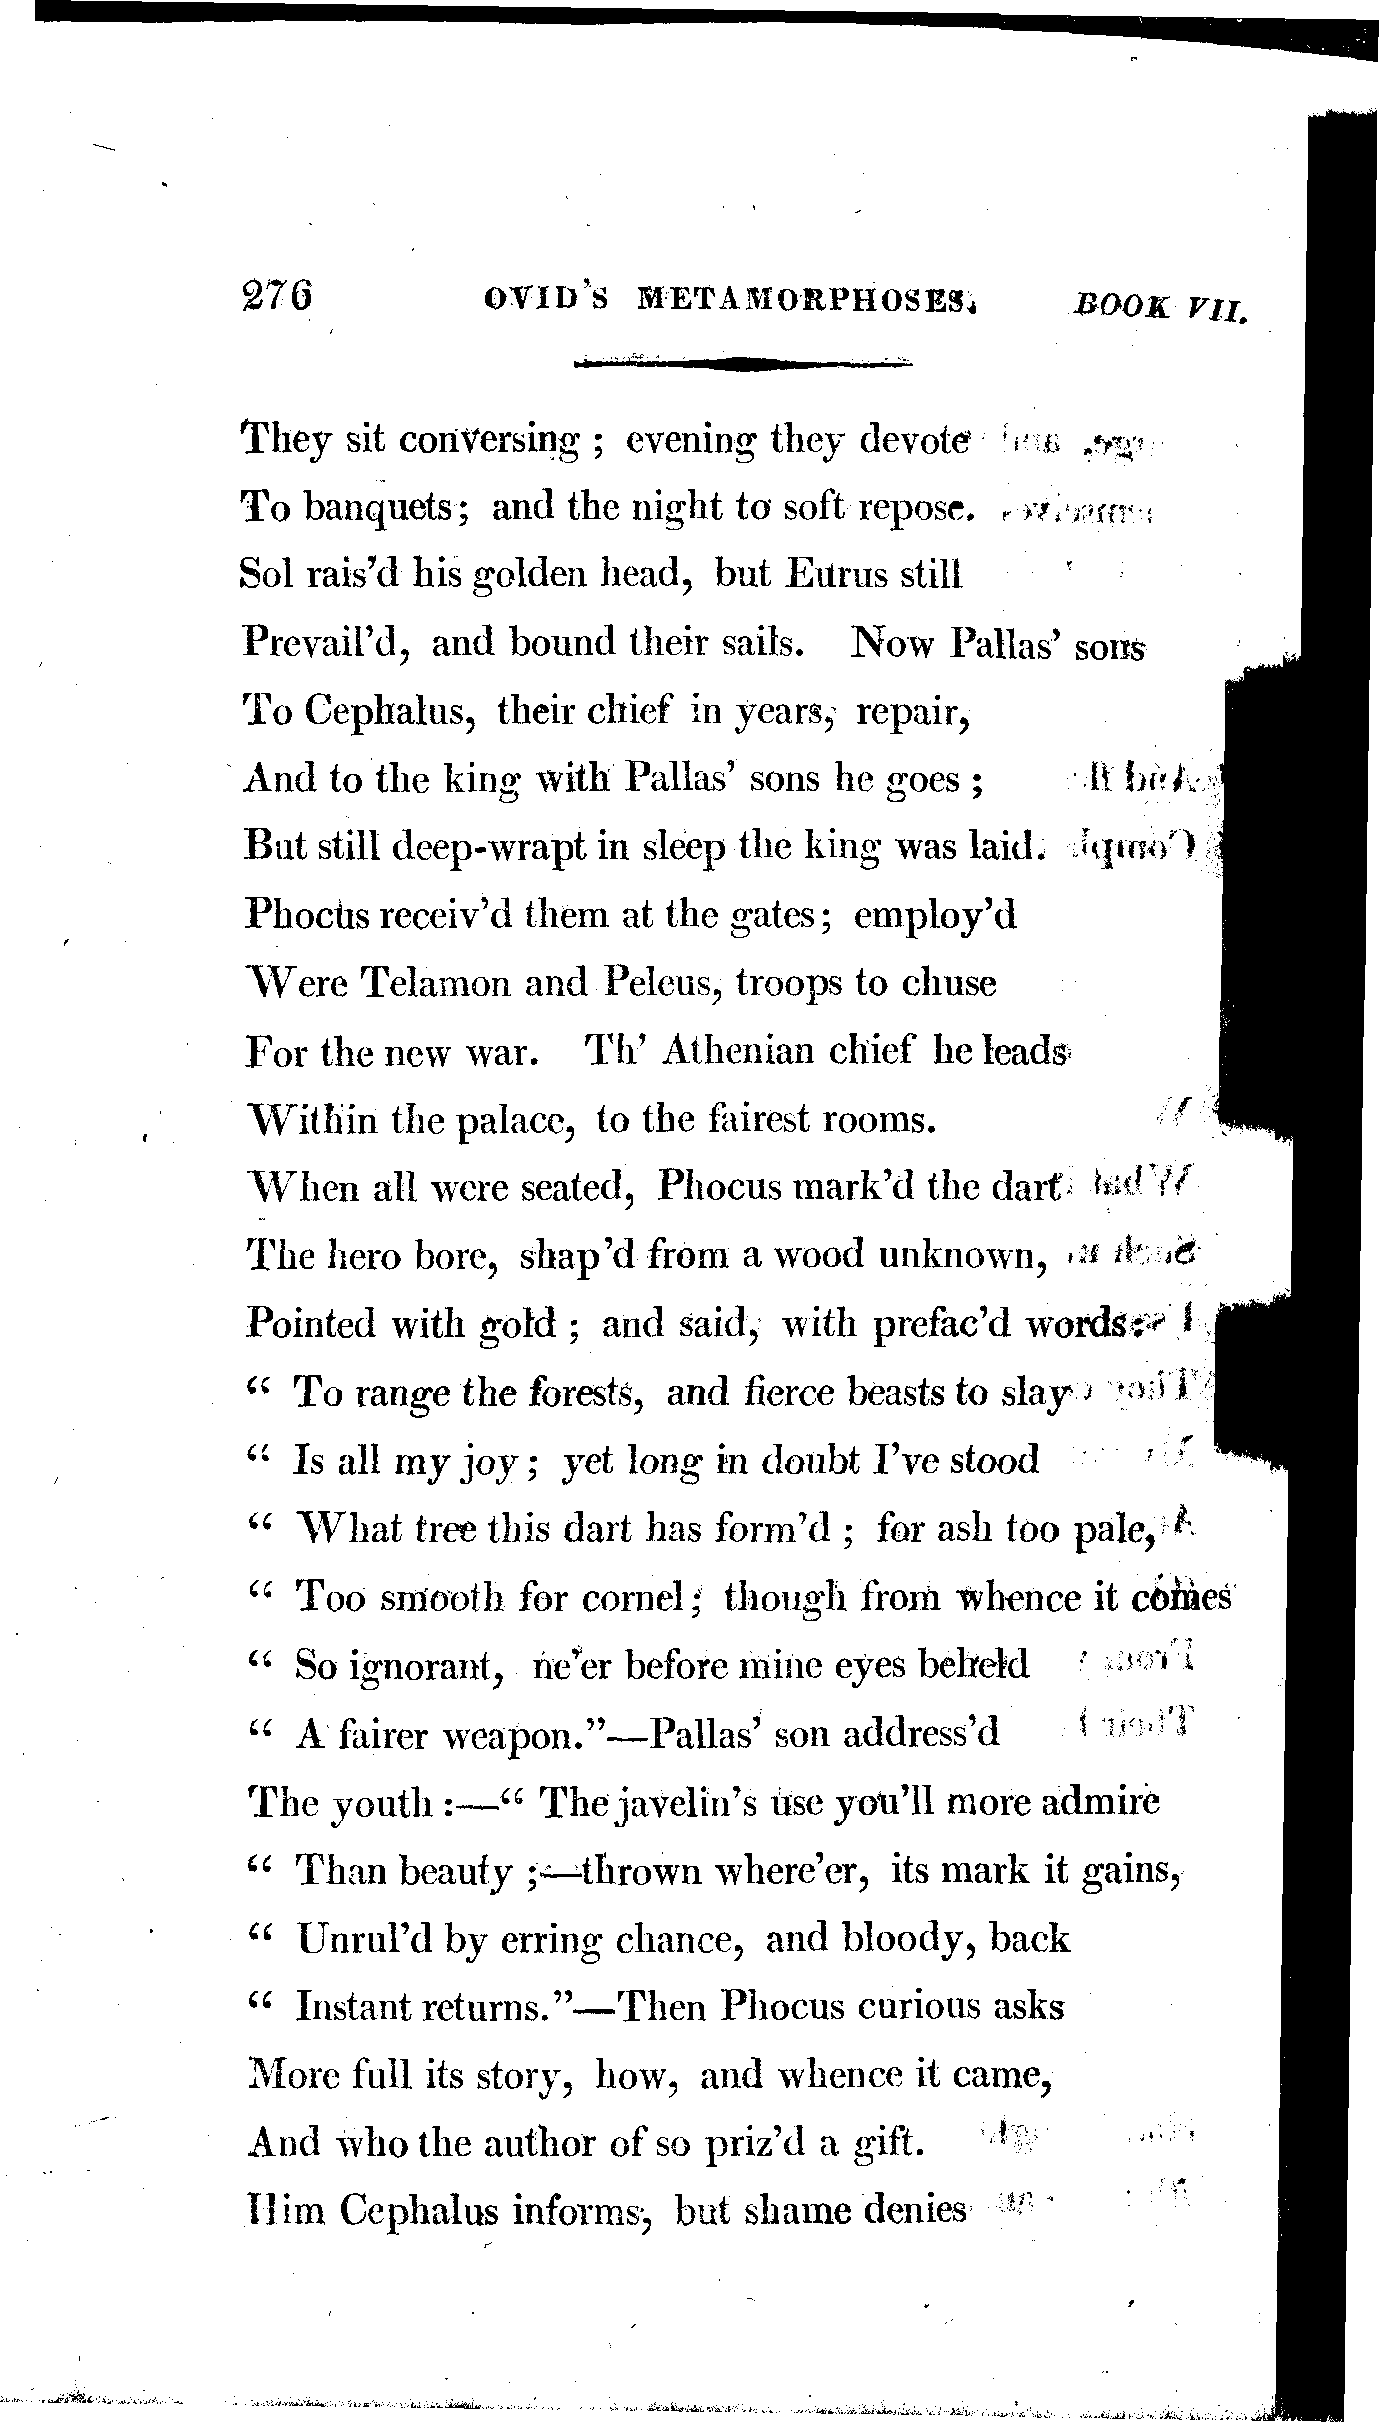 276 OVID'S METAMORPHOSES. BOOK VII.
They sit conversing ; evening they devote
To banquets; and the night to soft repose.
Sol rais'd his golden head, but Eurus still
Prevail'd, and bound their sails. Now Pallas' sons
To Cephalus, their chief in years, repair,
And to the king with Pallas' sons he goes ;
But still deep-wrapt in sleep the king was laid.
Phocus receiv'd them at the gates; employ'd
Were Telamon and Peleus, troops to chuse
For the new war. Th' Athenian chief he leads
Within the palace, to the fairest rooms.
When all were seated, Phocus mark'd the dart
The hero bore, shap'd from a wood unknown,
Pointed with gold ; and said, with prefac'd words:
“ To range the forests, and fierce beasts to slay
“ Is all my joy ; yet long in doubt I've stood
“ What tree this dart has form'd ; for ash too pale,
“ Too smooth for cornel ; though from whence it comes
“ So ignorant, ne'er before mine eyes beheld
“ A fairer weapon.”—Pallas' son address'd
The youth :—“ The javelin's use you'll more admire
“ Than beauty ;—thrown where'er, its mark it gains,
“ Unrul'd by erring chance, and bloody, back
“ Instant returns.”—Then Phocus curious asks
More full its story, how, and whence it came,
And who the author of so priz'd a gift.
Him Cephalus informs, but shame denies